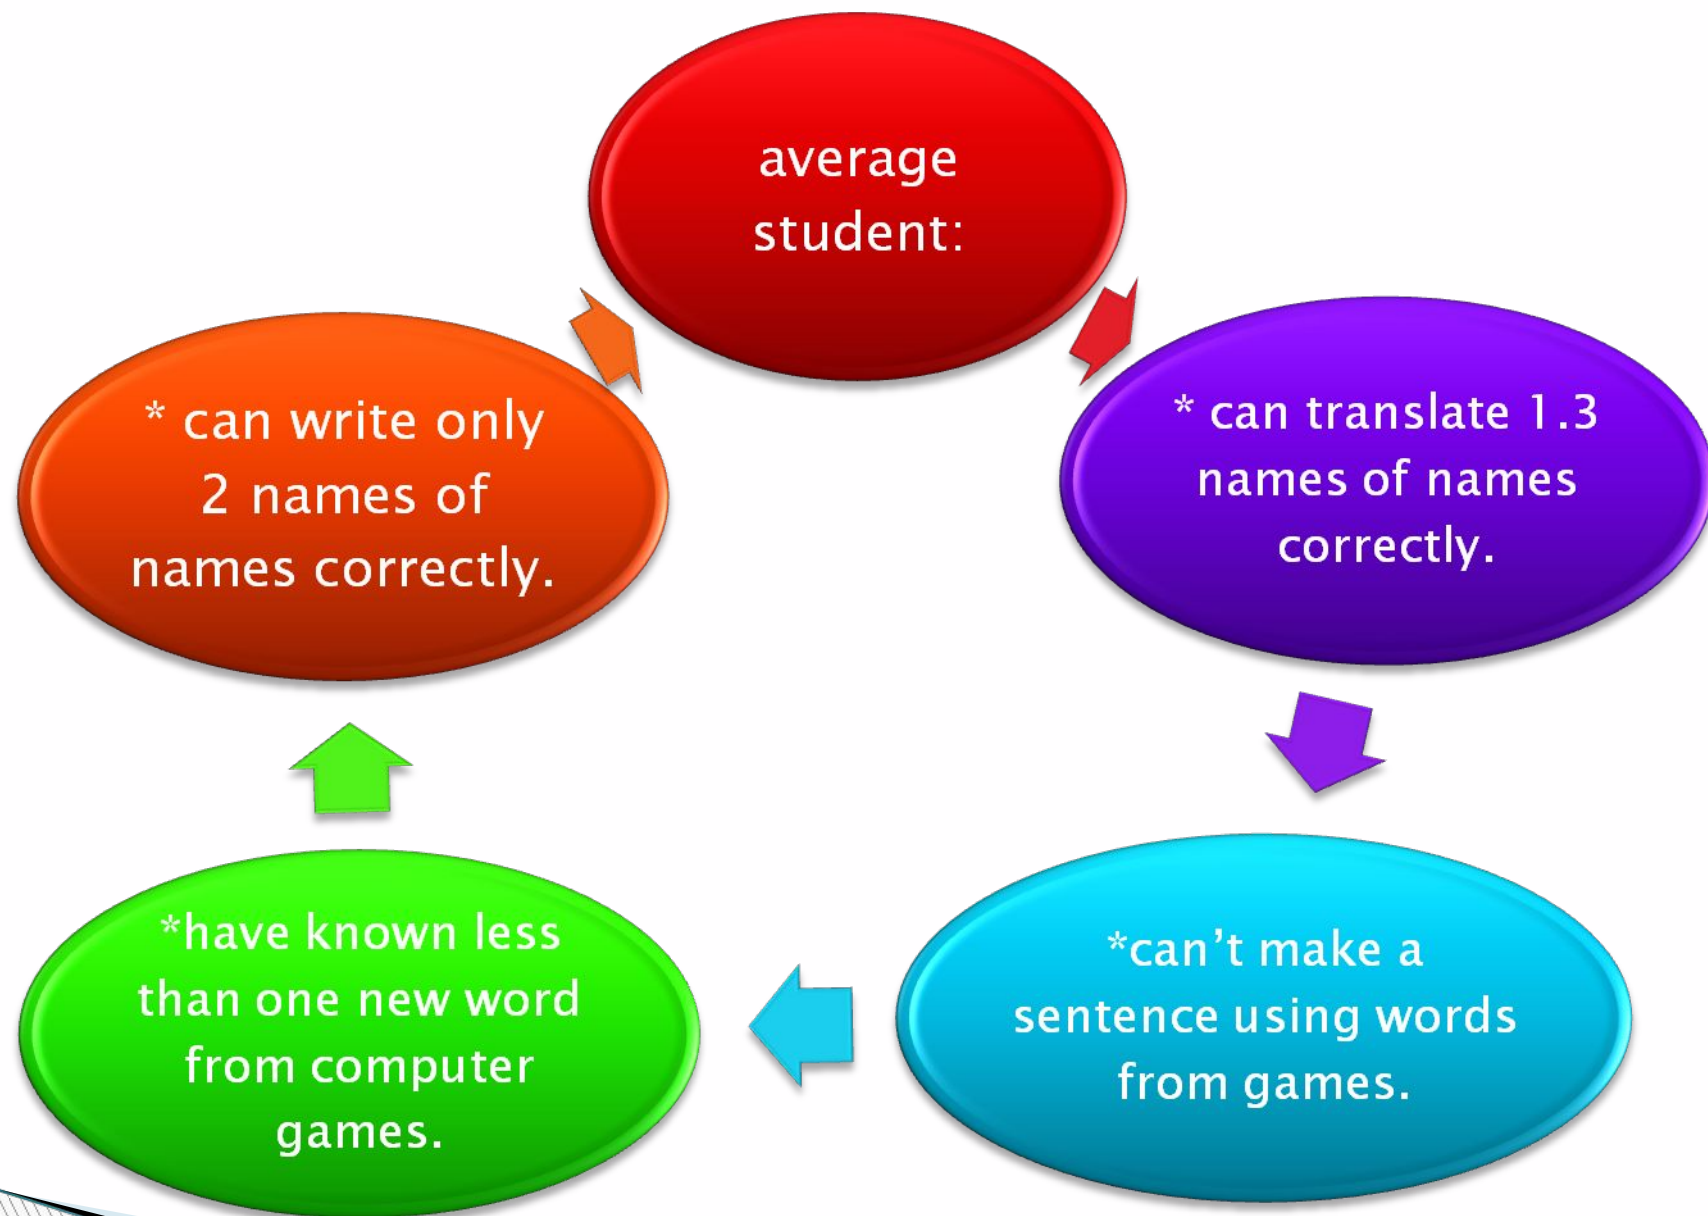 average
student:
* can translate 1.3
names of names
correctly.
*can’t make a
sentence using words
from games.
*have known less
than one new word
from computer
games.
* can write only
2 names of
names correctly.